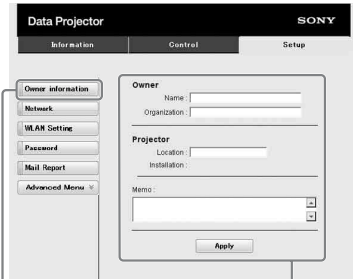 Data Projector
SONY
Information
Control
Setup
Owner information
Network
WLAN Setting
Password
Mail Report
Advanced Menu
Owner
Name :
Organization :
Projector
Location :
Installation :
Memo :
Apply